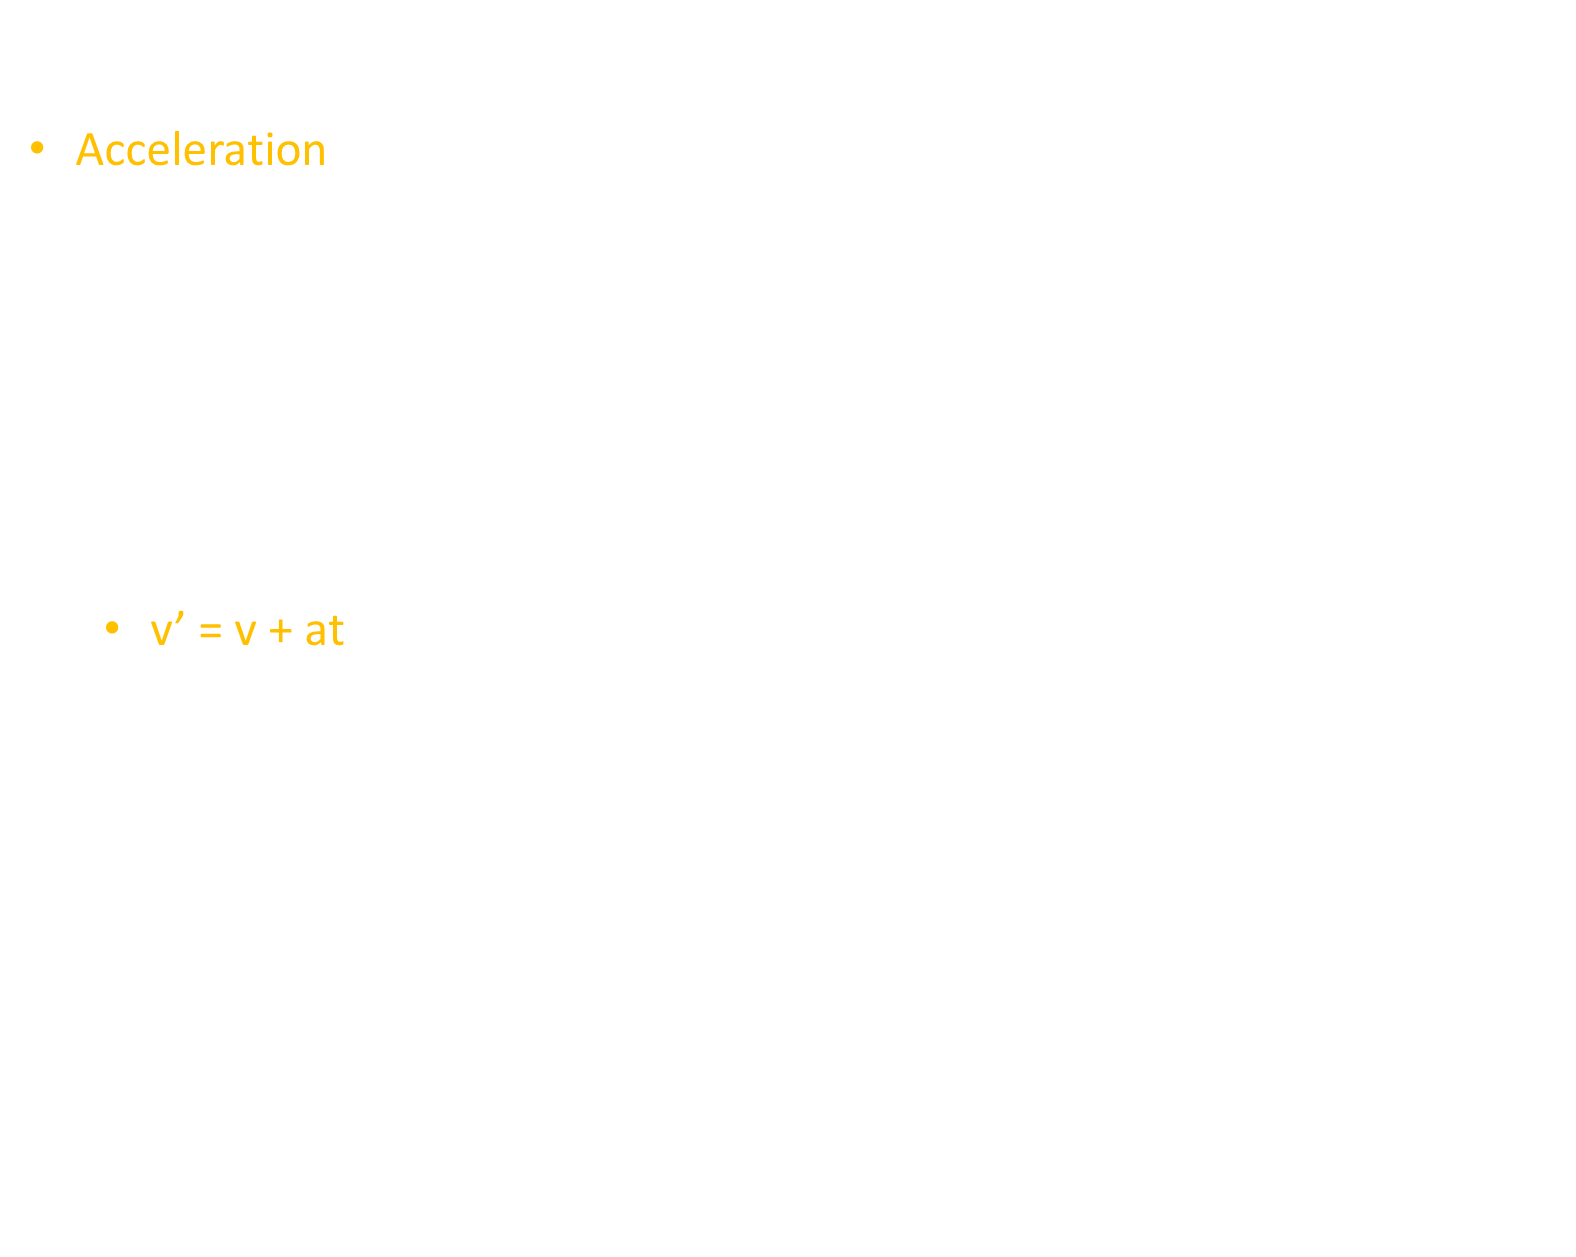 • Acceleration
• v’ = v + at